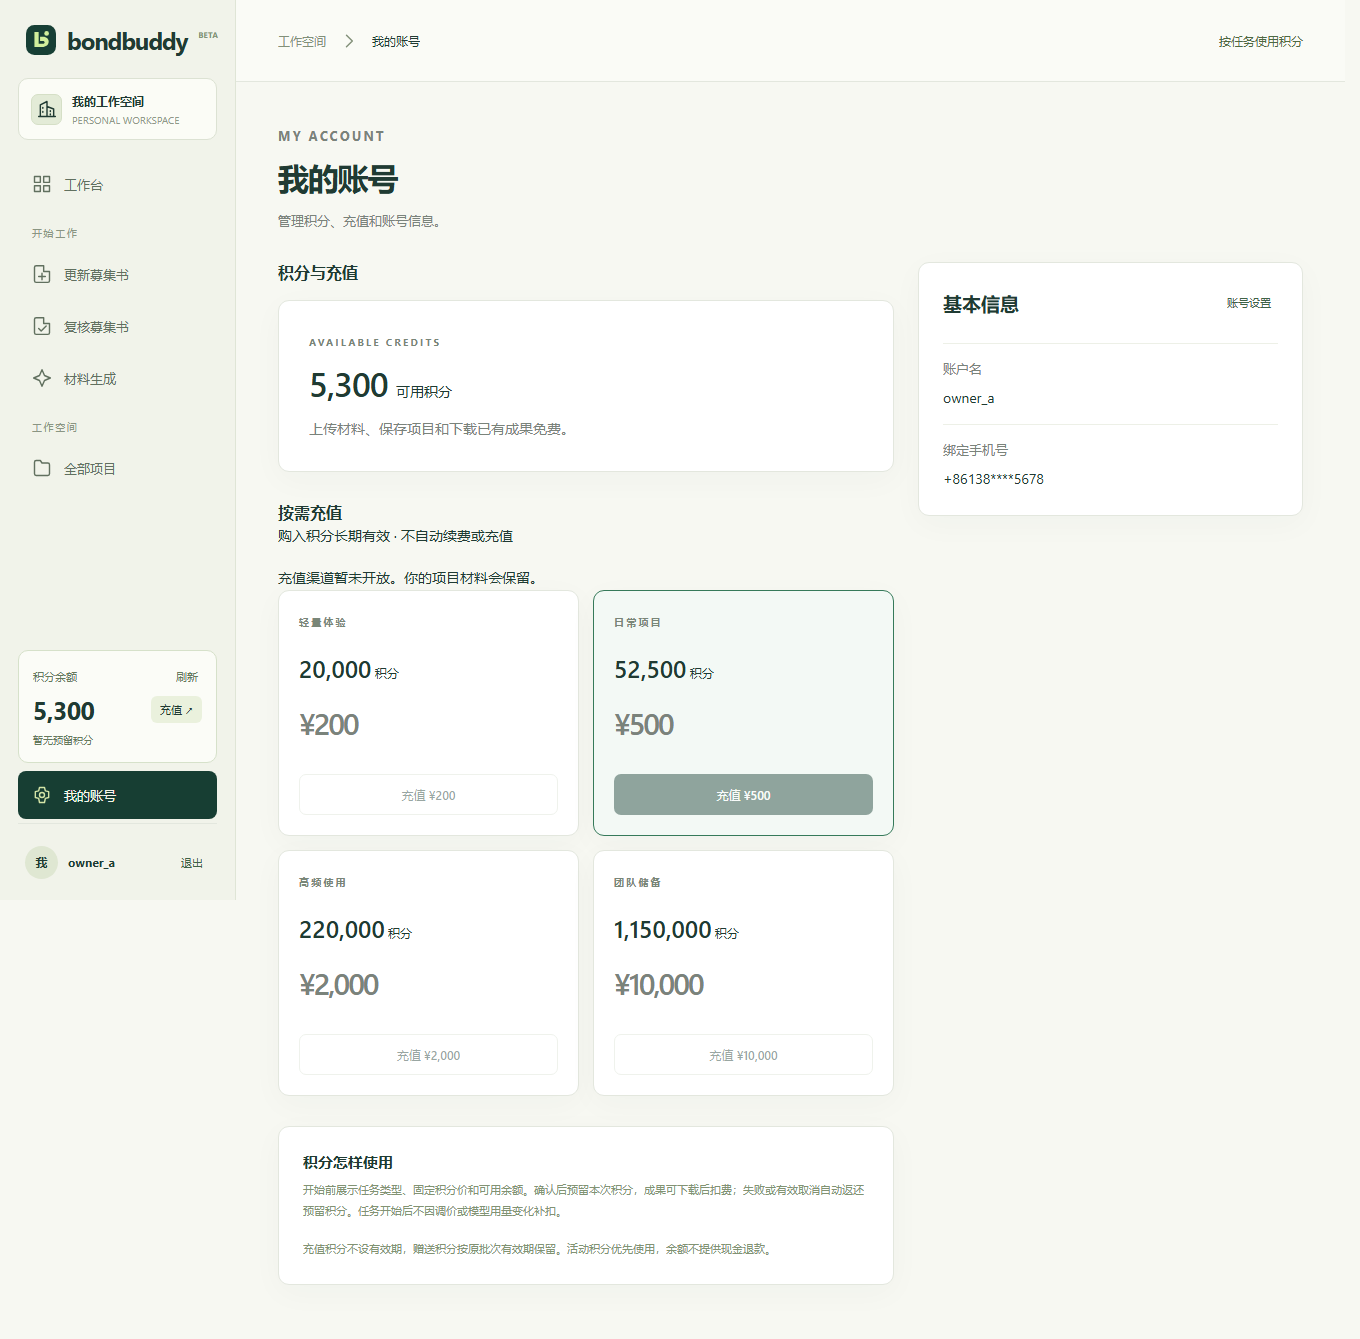 bondbuddy BETA
我的工作空间
PERSONAL WORKSPACE
工作台
开始工作
更新募集书
复核募集书
材料生成
工作空间
全部项目
积分余额 刷新
5,300 充值↗
暂无预留积分
我的账号
我 owner_a 退出
工作空间 我的账号 按任务使用积分
MY ACCOUNT
我的账号
管理积分、充值和账号信息。
积分与充值
AVAILABLE CREDITS
5,300 可用积分
上传材料、保存项目和下载已有成果免费。
按需充值
购入积分长期有效 · 不自动续费或充值
充值渠道暂未开放。你的项目材料会保留。
轻量体验
20,000 积分
¥200
充值 ¥200
日常项目
52,500 积分
¥500
充值 ¥500
高频使用
220,000 积分
¥2,000
充值 ¥2,000
团队储备
1,150,000 积分
¥10,000
充值 ¥10,000
积分怎样使用
开始前展示任务类型、固定积分价和可用余额。确认后预留本次积分，成果可下载后扣费；失败或有效取消自动返还
预留积分。任务开始后不因调价或模型用量变化补扣。
充值积分不设有效期，赠送积分按原批次有效期保留。活动积分优先使用，余额不提供现金退款。
基本信息 账号设置
账户名
owner_a
绑定手机号
+86138****5678